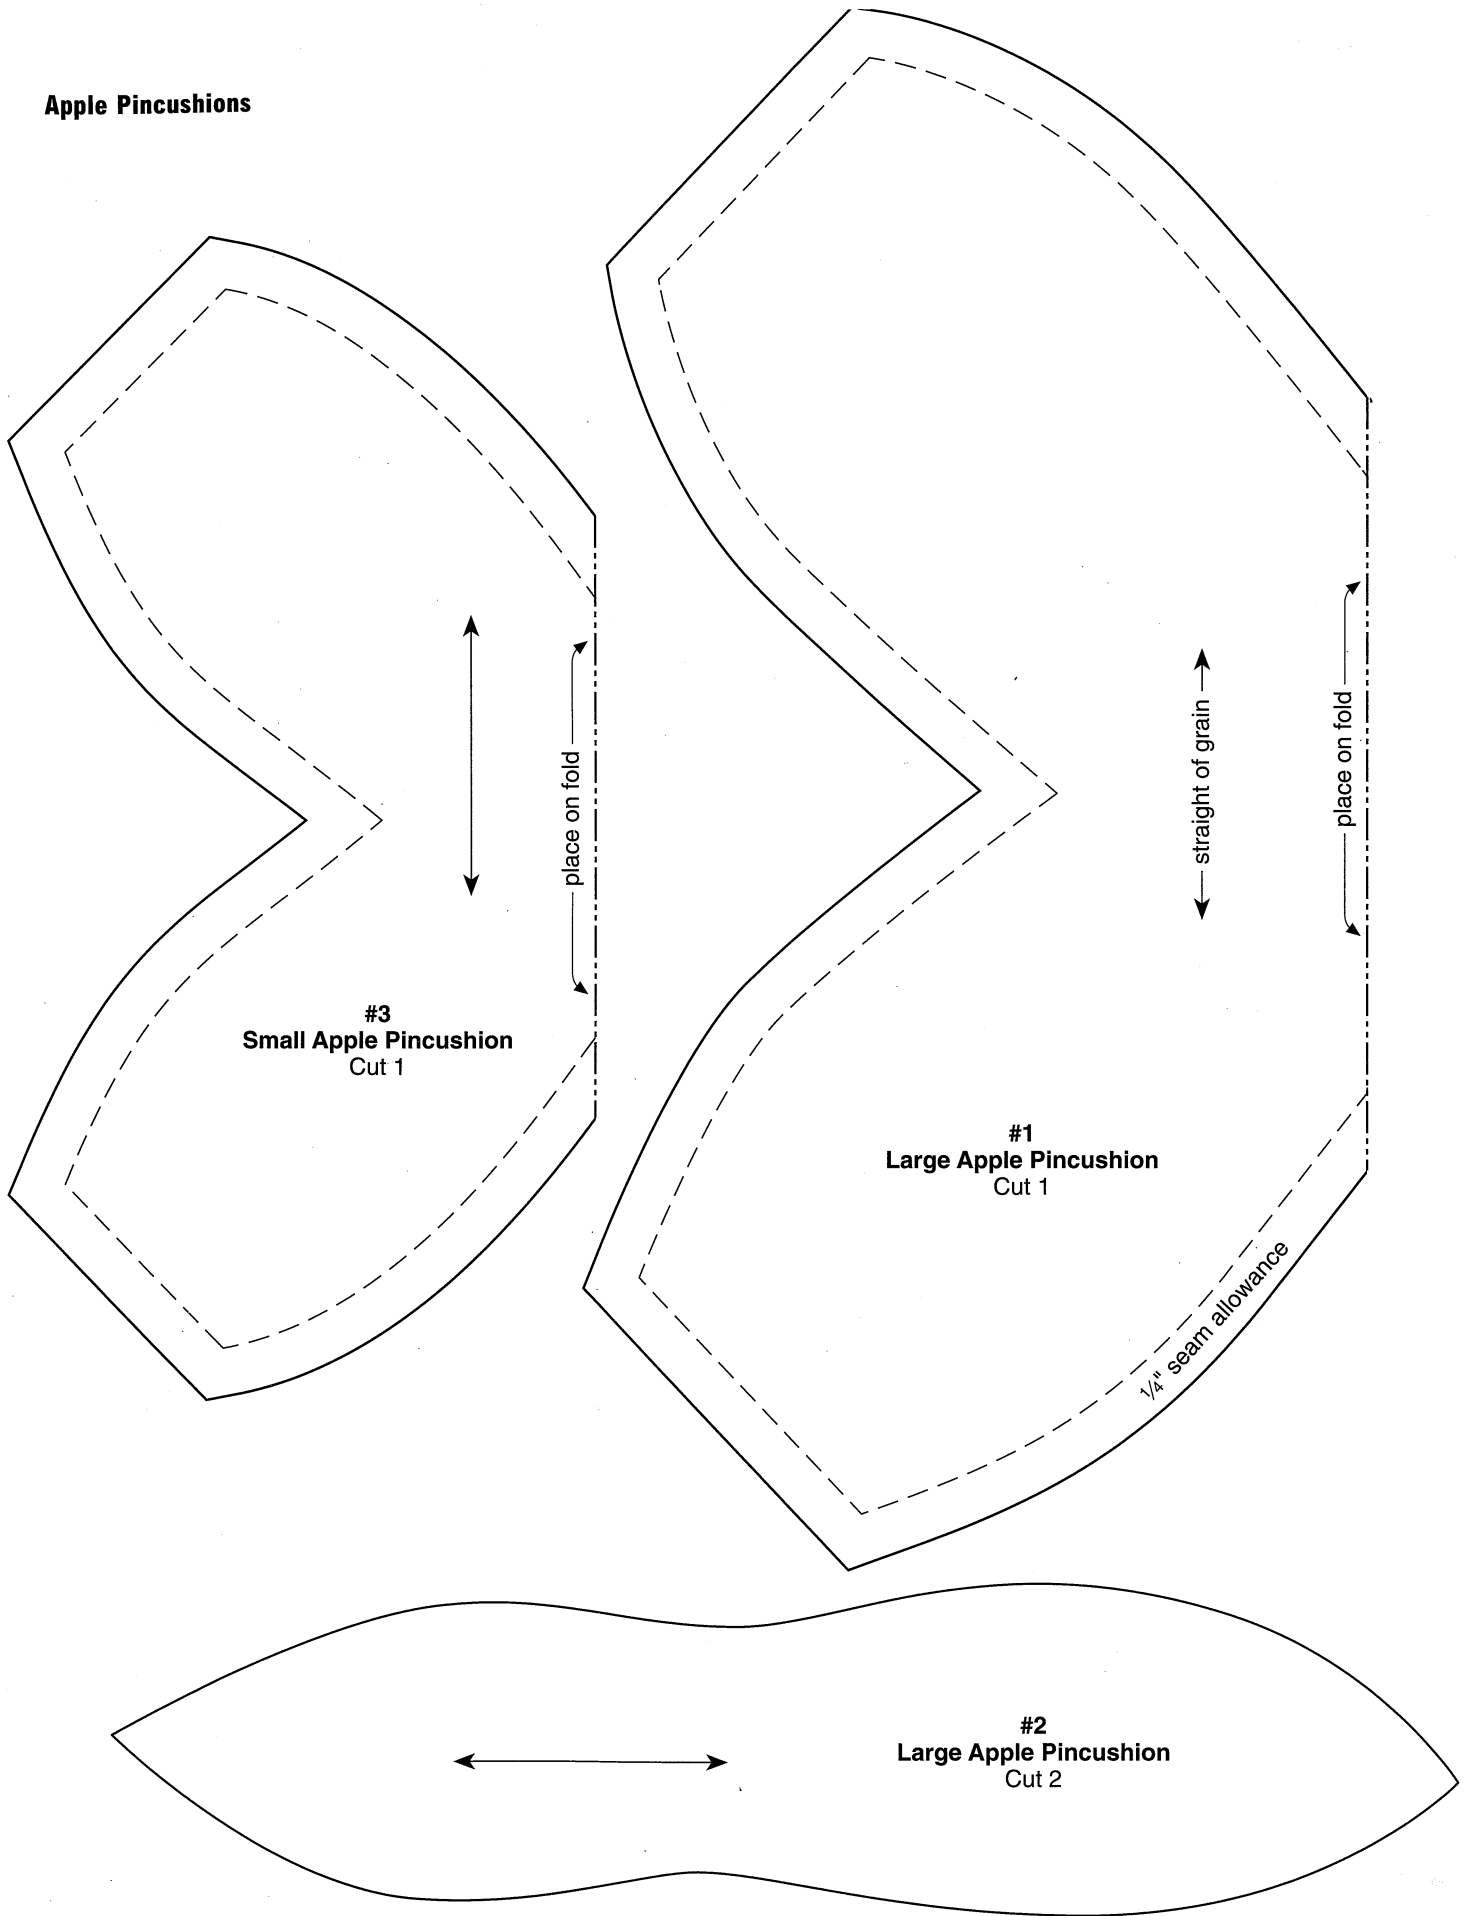 Apple Pincushions
place on fold
#3
Small Apple Pincushion
Cut 1
straight of grain
place on fold
#1
Large Apple Pincushion
Cut 1
1/4" seam allowance
#2
Large Apple Pincushion
Cut 2